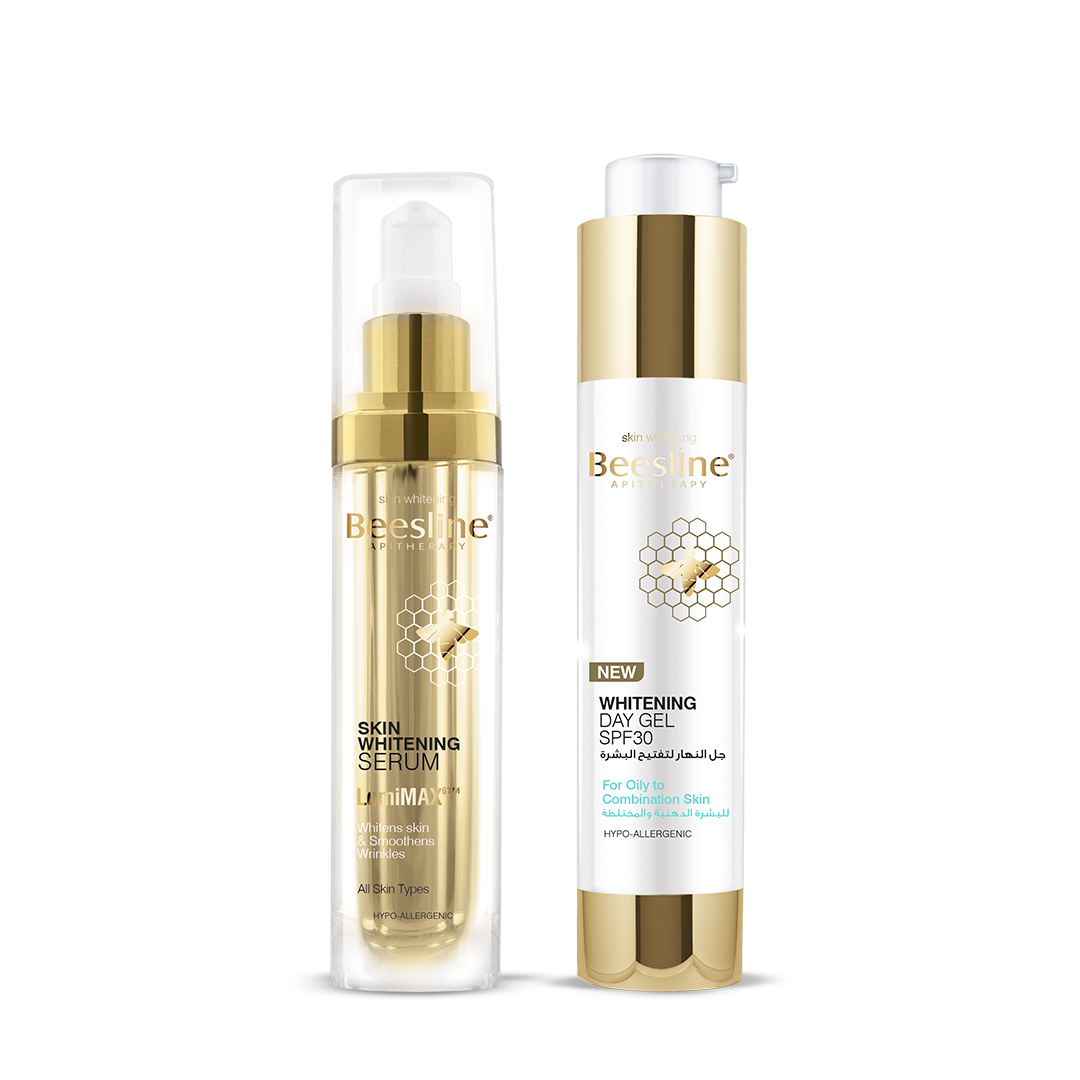 skin whitening
Beesline®
APITHERAPY
SKIN
WHITENING
SERUM
LumiMAX6TM
Whitens skin
& Smoothens
Wrinkles
All Skin Types
HYPO-ALLERGENIC
skin whitening
Beesline®
APITHERAPY
NEW
WHITENING
DAY GEL
SPF30
جل النهار لتفتيح البشرة
For Oily to
Combination Skin
للبشرة الدهنية والمختلطة
HYPO-ALLERGENIC